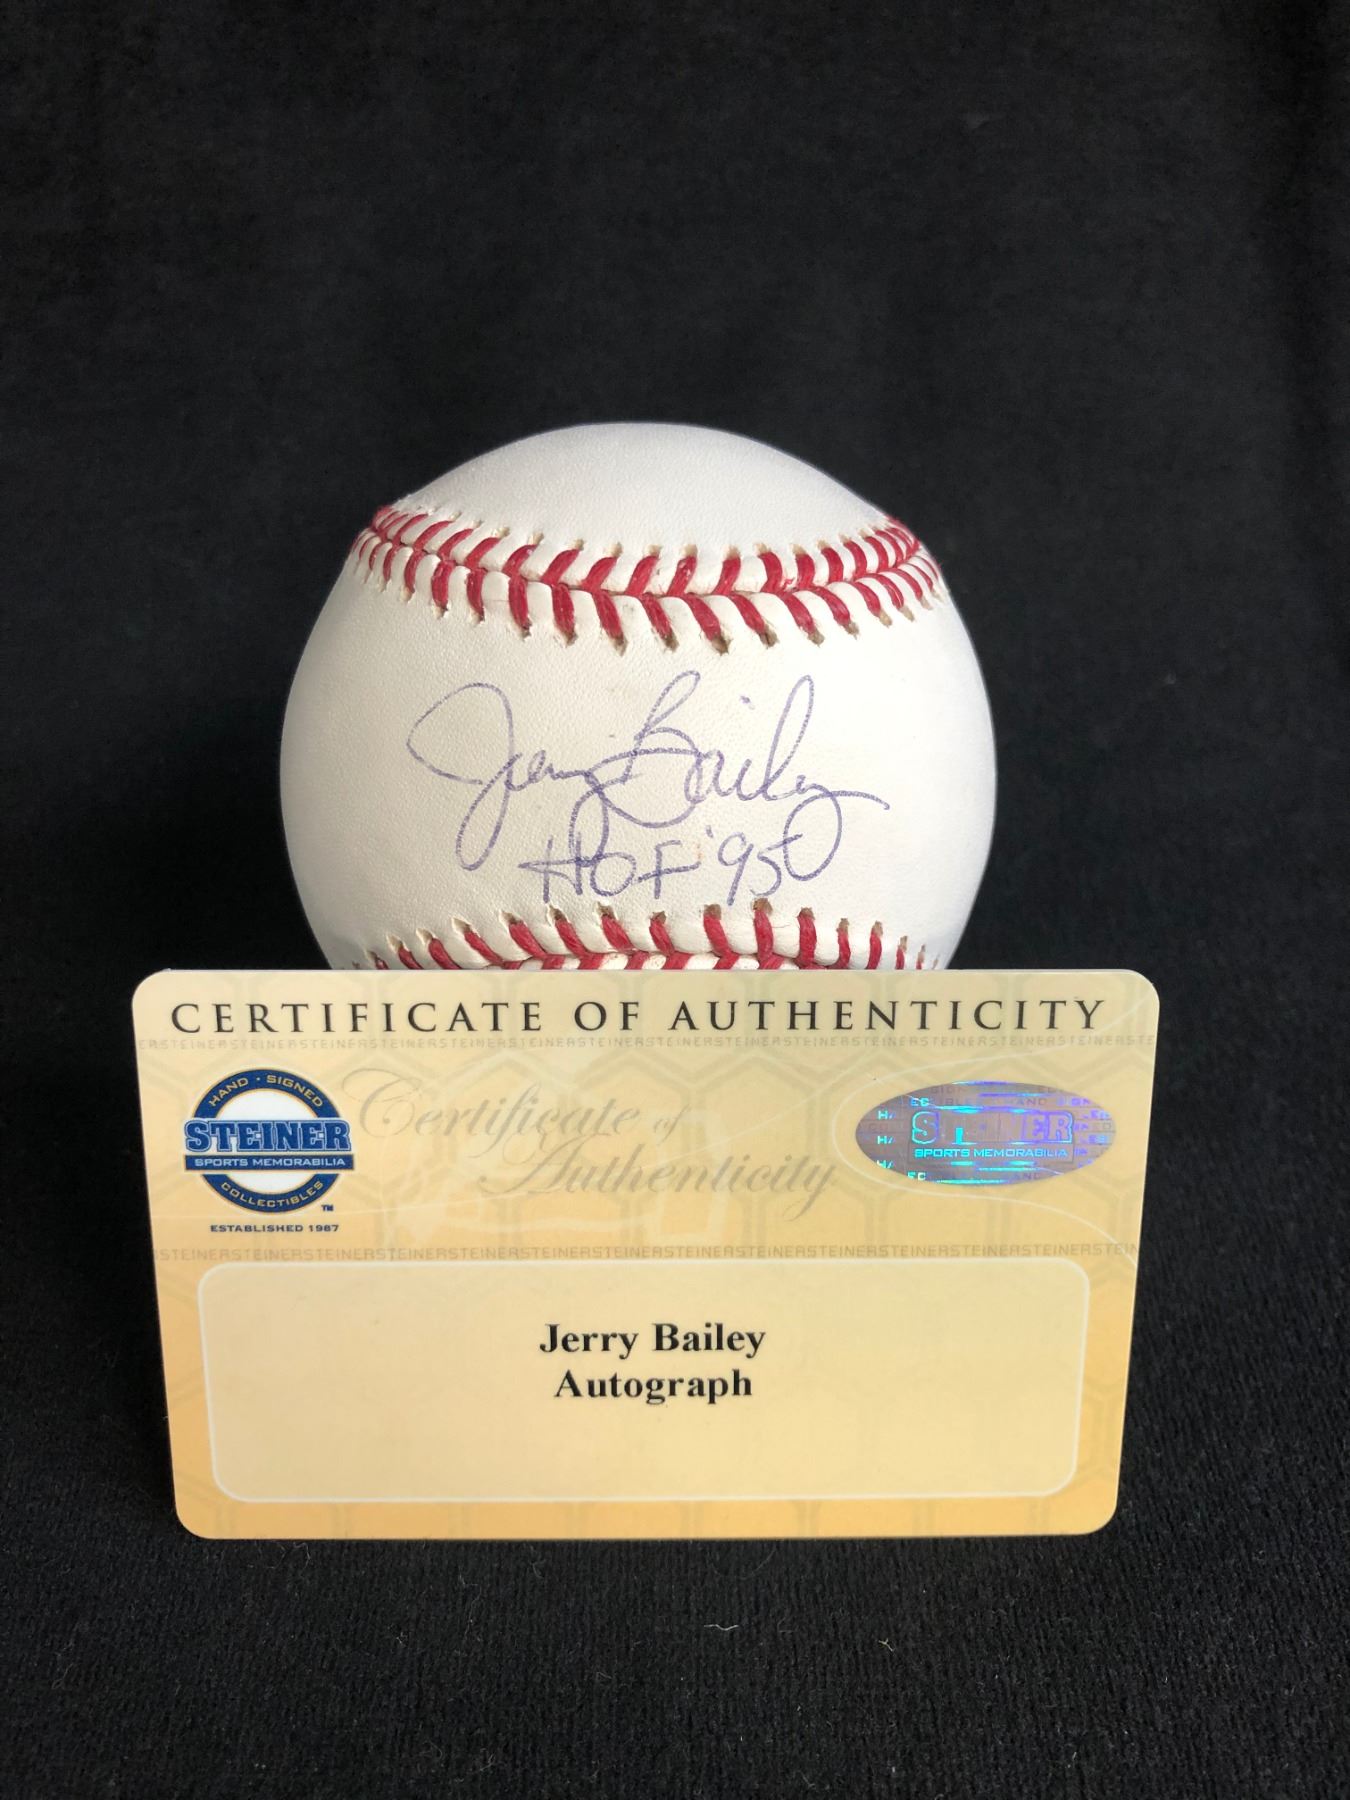 Jerry Bailey
HOF '95
CERTIFICATE OF AUTHENTICITY
HAND · SIGNED
STEINER
SPORTS MEMORABILIA
COLLECTIBLES
TM
ESTABLISHED 1987
Certificate of
Authenticity
STEINER
SPORTS MEMORABILIA
Jerry Bailey
Autograph